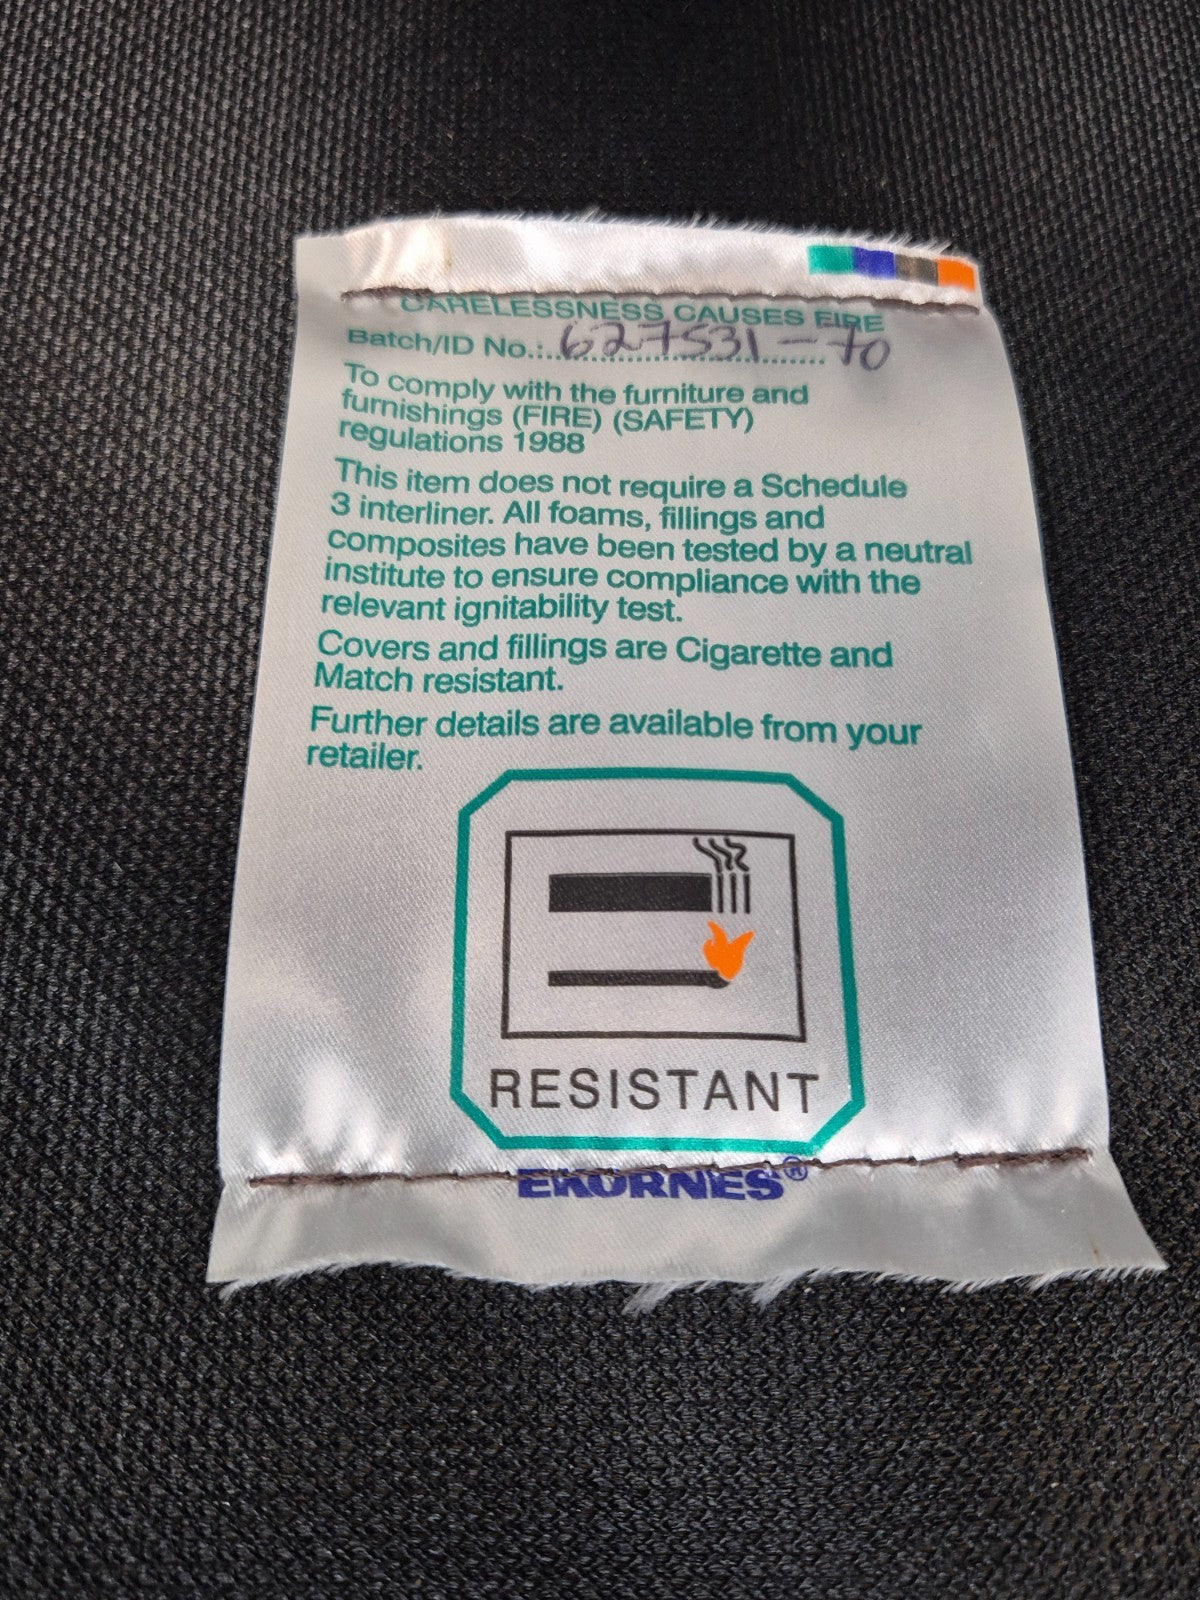 CARELESSNESS CAUSES FIRE
Batch/ID No.:..627531-70
To comply with the furniture and
furnishings (FIRE) (SAFETY)
regulations 1988
This item does not require a Schedule
3 interliner. All foams, fillings and
composites have been tested by a neutral
institute to ensure compliance with the
relevant ignitability test.
Covers and fillings are Cigarette and
Match resistant.
Further details are available from your
retailer.
RESISTANT
EKORNES®